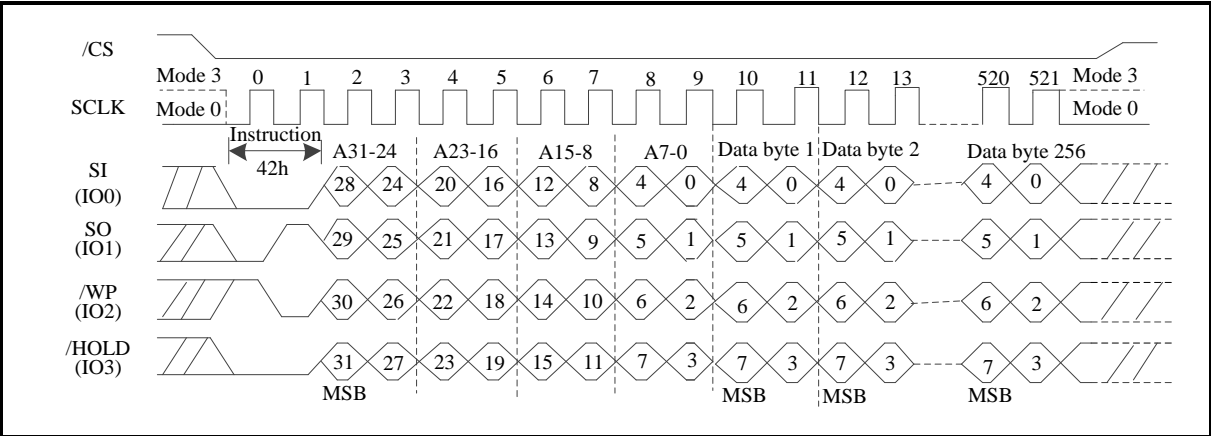 /CS
Mode 3 0 1 2 3 4 5 6 7 8 9 10 11 12 13 520 521 Mode 3
SCLK Mode 0 Mode 0
Instruction
42h A31-24 A23-16 A15-8 A7-0 Data byte 1 Data byte 2 Data byte 256
SI
(IO0) 28 24 20 16 12 8 4 0 4 0 4 0 4 0
SO
(IO1) 29 25 21 17 13 9 5 1 5 1 5 1 5 1
/WP
(IO2) 30 26 22 18 14 10 6 2 6 2 6 2 6 2
/HOLD
(IO3) 31 27 23 19 15 11 7 3 7 3 7 3 7 3
MSB MSB MSB MSB